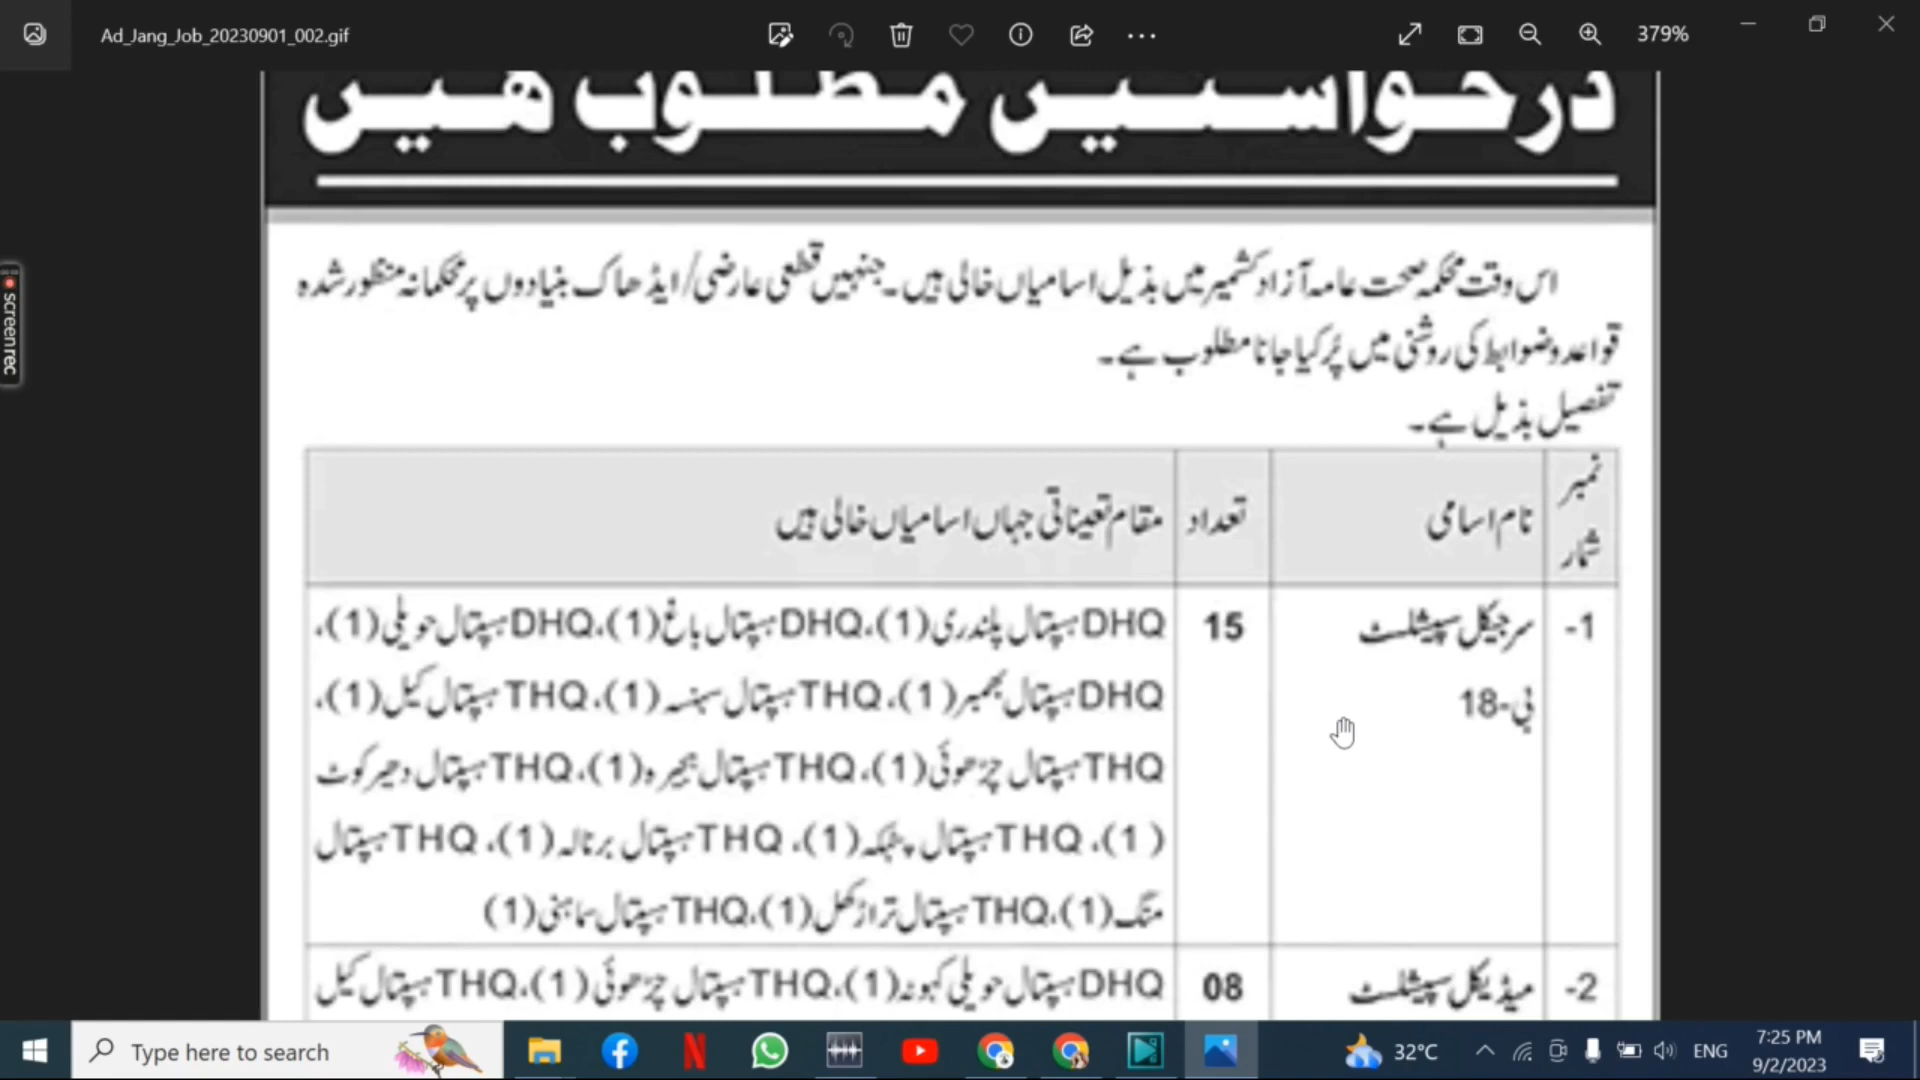 Ad_Jang_Job_20230901_002.gif
379%
درخواستیں مطلوب ھیں
screenrec
اس وقت محکمہ صحت عامہ آزاد کشمیر میں بذیل اسامیاں خالی ہیں۔ جنہیں قطعی عارضی/ایڈھاک بنیادوں پر محکمانہ منظور شدہ
قواعد و ضوابط کی روشنی میں پُر کیا جانا مطلوب ہے۔
تفصیل بذیل ہے۔
نمبر شمار نام اسامی تعداد مقام تعیناتی جہاں اسامیاں خالی ہیں
1- سرجیکل سپیشلسٹ 15 DHQ ہسپتال پلندری (1)، DHQ ہسپتال باغ (1)، DHQ ہسپتال حویلی (1)،
بی-18 DHQ ہسپتال بھمبر (1)، THQ ہسپتال سہنسہ (1)، THQ ہسپتال کیل (1)،
THQ ہسپتال چڑھوئی (1)، THQ ہسپتال ہجیرہ (1)، THQ ہسپتال دھیرکوٹ
(1)، THQ ہسپتال پٹہکہ (1)، THQ ہسپتال برنالہ (1)، THQ ہسپتال
منگ (1)، THQ ہسپتال تراڑکھل (1)، THQ ہسپتال سماہنی (1)
2- میڈیکل سپیشلسٹ 08 DHQ ہسپتال حویلی کہوٹہ (1)، THQ ہسپتال چڑھوئی (1)، THQ ہسپتال کیل
Type here to search
32°C
ENG
7:25 PM
9/2/2023